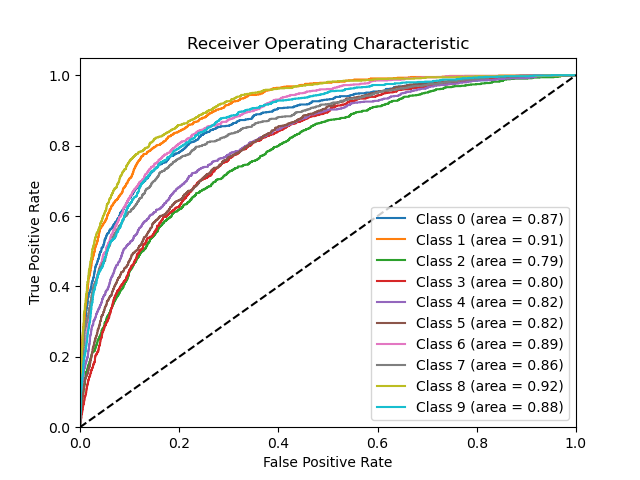 Receiver Operating Characteristic
1.0
0.8
0.6
0.4
0.2
0.0
True Positive Rate
Class 0 (area = 0.87)
Class 1 (area = 0.91)
Class 2 (area = 0.79)
Class 3 (area = 0.80)
Class 4 (area = 0.82)
Class 5 (area = 0.82)
Class 6 (area = 0.89)
Class 7 (area = 0.86)
Class 8 (area = 0.92)
Class 9 (area = 0.88)
0.0 0.2 0.4 0.6 0.8 1.0
False Positive Rate